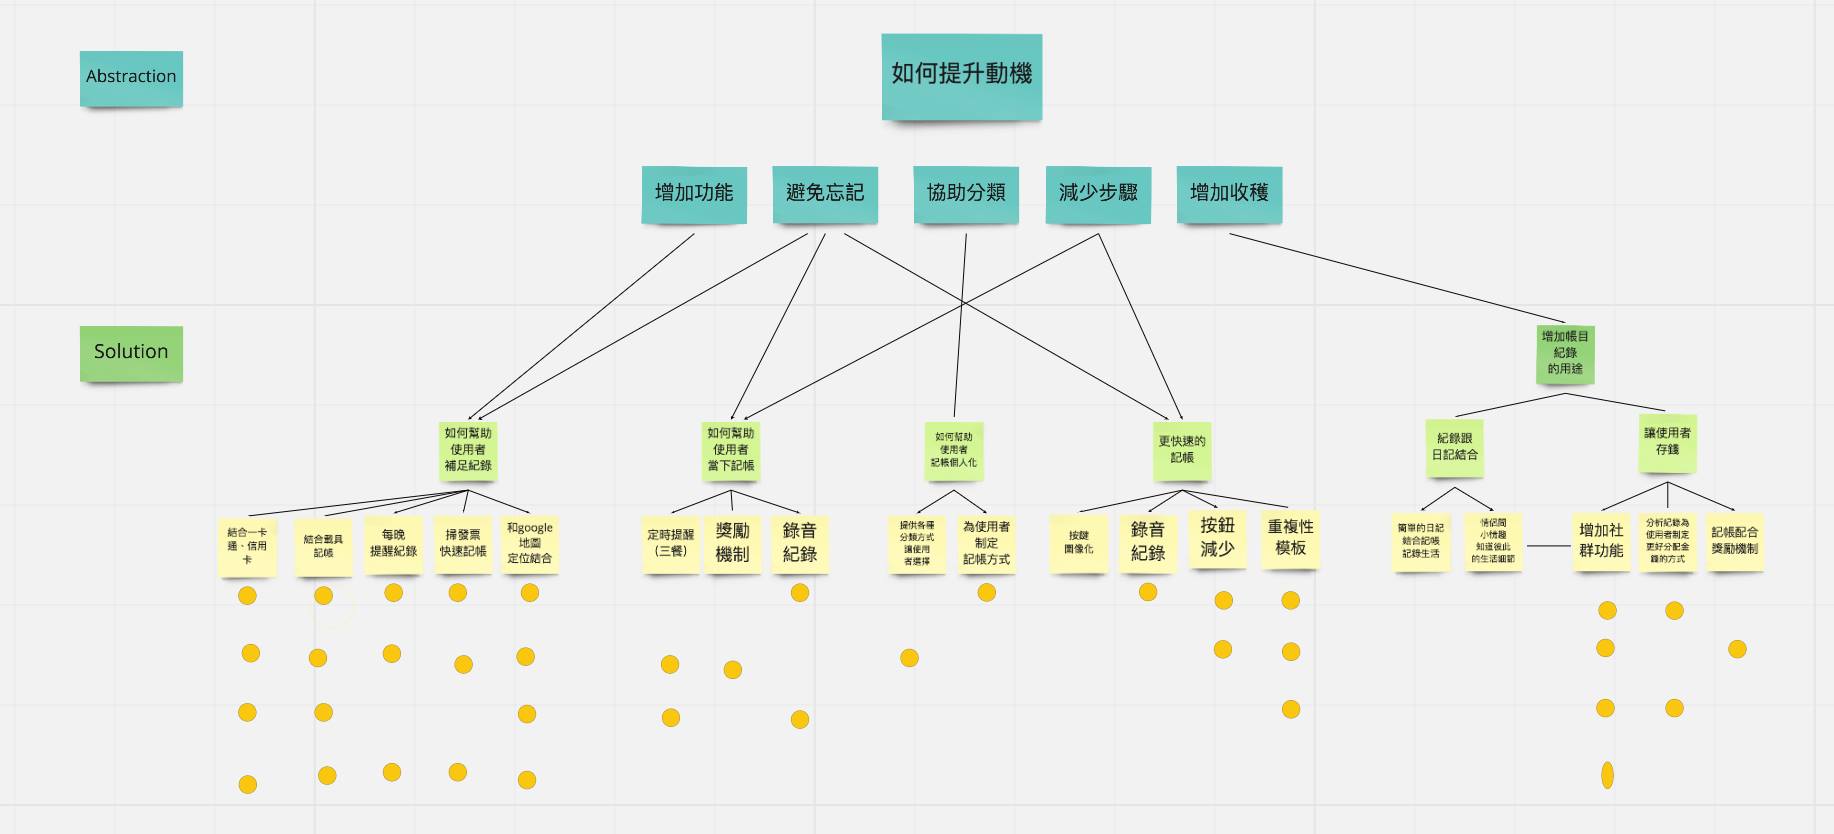 Abstraction
如何提升動機
增加功能
避免忘記
協助分類
減少步驟
增加收穫
Solution
增加帳目
紀錄
的用途
如何幫助
使用者
補足紀錄
如何幫助
使用者
當下記帳
如何幫助
使用者
記帳個人化
更快速的
記帳
紀錄跟
日記結合
讓使用者
存錢
結合一卡
通、信用
卡
結合載具
記帳
每晚
提醒紀錄
掃發票
快速記帳
和google
地圖
定位結合
定時提醒
(三餐)
獎勵
機制
錄音
紀錄
提供各種
分類方式
讓使用
者選擇
為使用者
制定
記帳方式
按鍵
圖像化
錄音
紀錄
按鈕
減少
重複性
模板
簡單的日記
結合記帳
記錄生活
情侶間
小情趣
知道彼此
的生活細節
增加社
群功能
分析紀錄為
使用者制定
更好分配金
錢的方式
記帳配合
獎勵機制